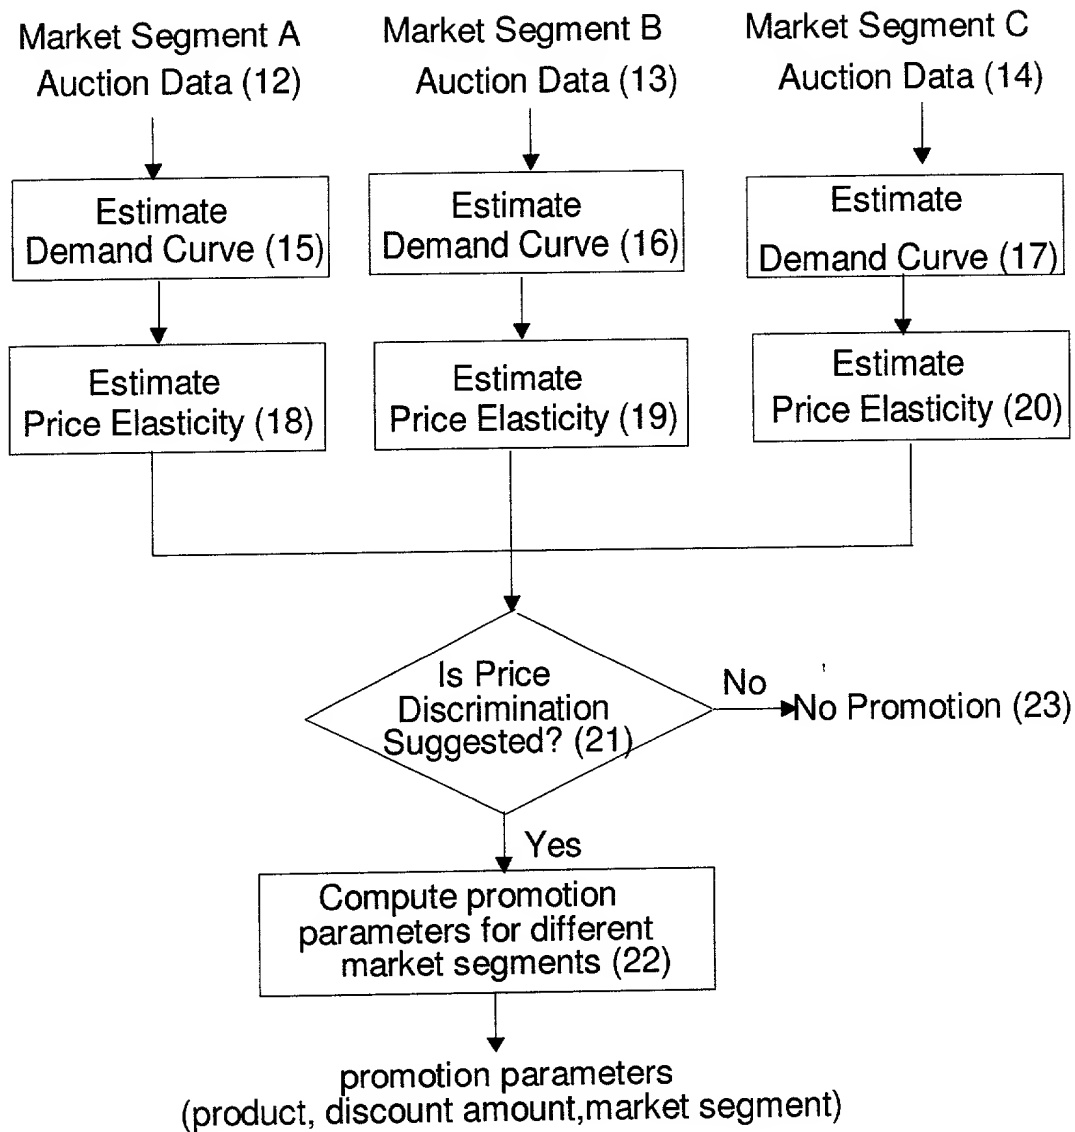 Market Segment A
Auction Data (12)
Market Segment B
Auction Data (13)
Market Segment C
Auction Data (14)
Estimate
Demand Curve (15)
Estimate
Demand Curve (16)
Estimate
Demand Curve (17)
Estimate
Price Elasticity (18)
Estimate
Price Elasticity (19)
Estimate
Price Elasticity (20)
Is Price
Discrimination
Suggested? (21)
No
No Promotion (23)
Yes
Compute promotion
parameters for different
market segments (22)
promotion parameters
(product, discount amount,market segment)